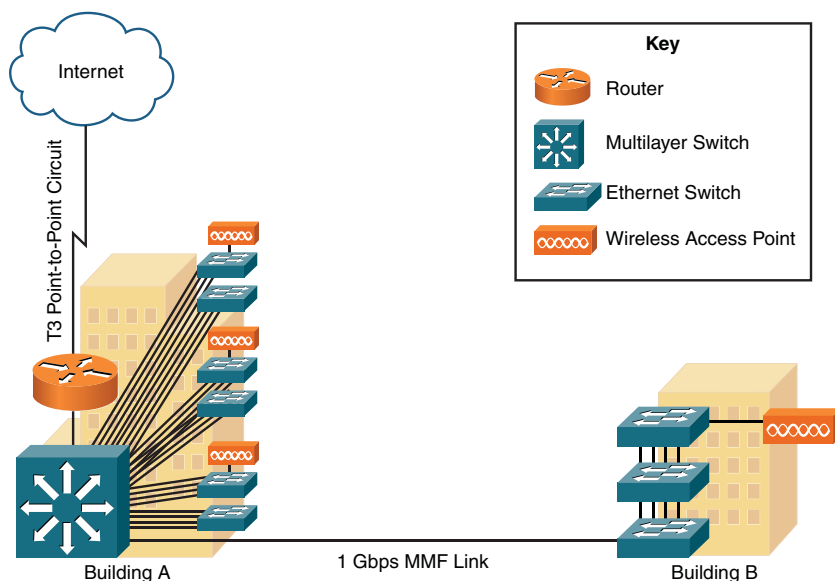 Internet
T3 Point-to-Point Circuit
Key
Router
Multilayer Switch
Ethernet Switch
Wireless Access Point
1 Gbps MMF Link
Building A
Building B